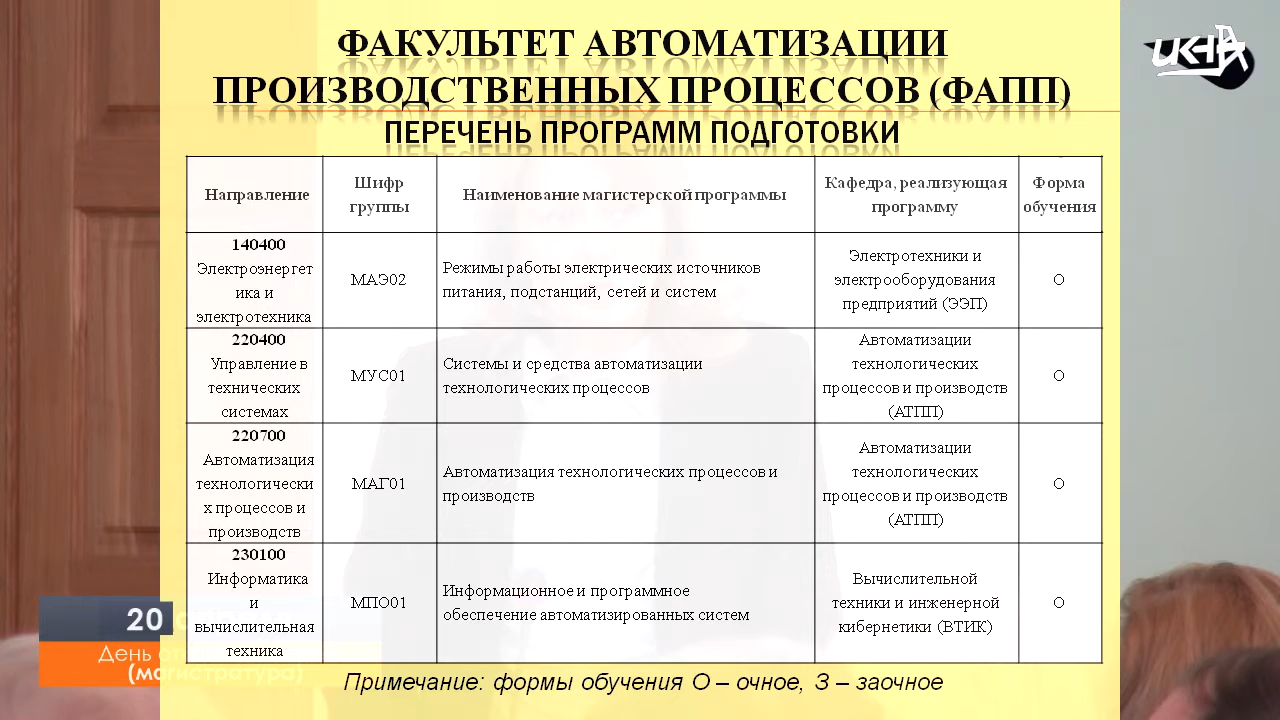 ФАКУЛЬТЕТ АВТОМАТИЗАЦИИ
ПРОИЗВОДСТВЕННЫХ ПРОЦЕССОВ (ФАПП)
ПЕРЕЧЕНЬ ПРОГРАММ ПОДГОТОВКИ
Направление
Шифр
группы
Наименование магистерской программы
Кафедра, реализующая
программу
Форма
обучения
140400
Электроэнергет
ика и
электротехника
МАЭ02
Режимы работы электрических источников
питания, подстанций, сетей и систем
Электротехники и
электрооборудования
предприятий (ЭЭП)
О
220400
Управление в
технических
системах
МУС01
Системы и средства автоматизации
технологических процессов
Автоматизации
технологических
процессов и производств
(АТПП)
О
220700
Автоматизация
технологически
х процессов и
производств
МАГ01
Автоматизация технологических процессов и
производств
Автоматизации
технологических
процессов и производств
(АТПП)
О
230100
Информатика
и
вычислительная
техника
МПО01
Информационное и программное
обеспечение автоматизированных систем
Вычислительной
техники и инженерной
кибернетики (ВТИК)
О
Примечание: формы обучения О – очное, З – заочное
20
День
(магистратура)